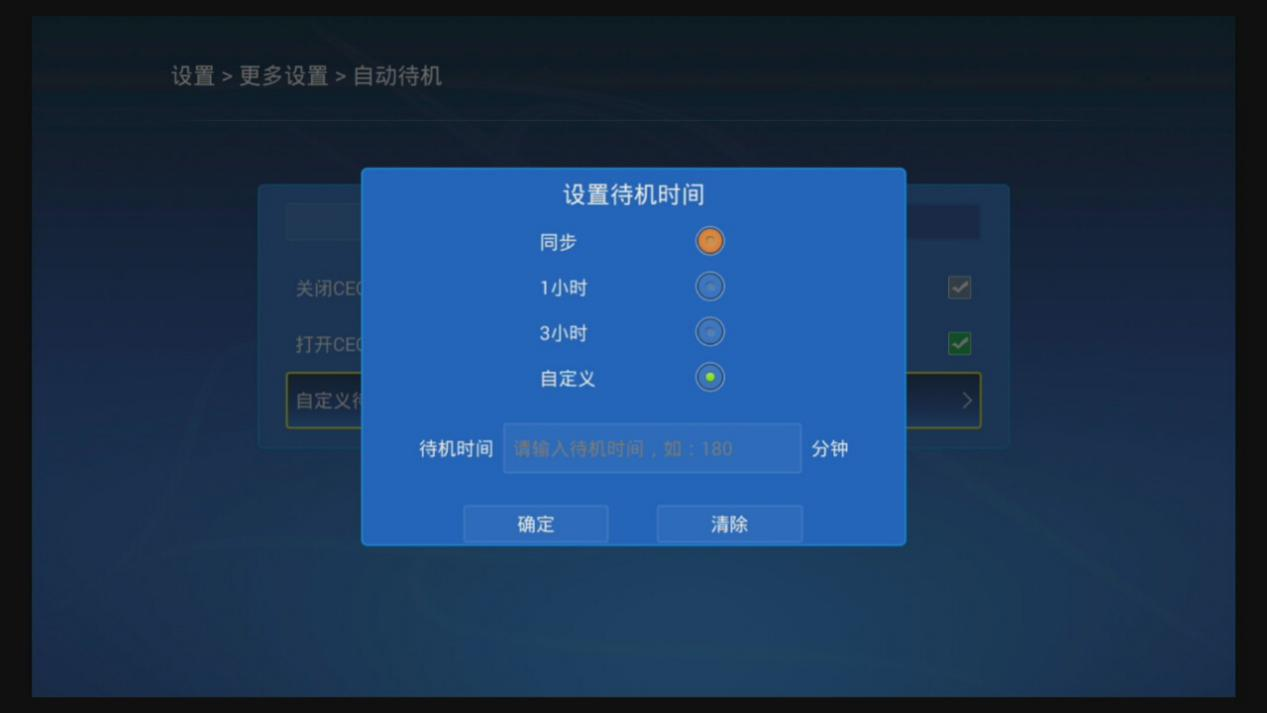 设置 > 更多设置 > 自动待机
设置待机时间
同步
1小时
关闭CEC
3小时
打开CEC
自定义
自定义待
待机时间 请输入待机时间，如：180 分钟
确定 清除